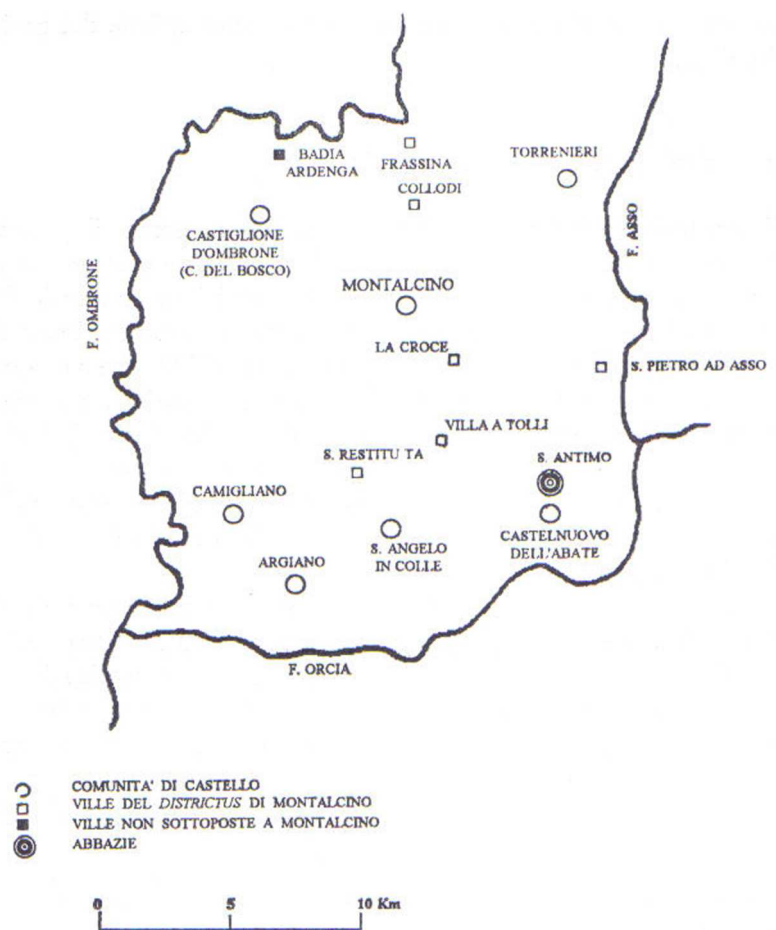 BADIA
ARDENGA
FRASSINA
TORRENIERI
COLLODI
CASTIGLIONE
D'OMBRONE
(C. DEL BOSCO)
F. ASSO
MONTALCINO
F. OMBRONE
LA CROCE
S. PIETRO AD ASSO
VILLA A TOLLI
S. RESTITU TA
S. ANTIMO
CAMIGLIANO
CASTELNUOVO
DELL'ABATE
S. ANGELO
IN COLLE
ARGIANO
F. ORCIA
COMUNITA' DI CASTELLO
VILLE DEL DISTRICTUS DI MONTALCINO
VILLE NON SOTTOPOSTE A MONTALCINO
ABBAZIE
0 5 10 Km